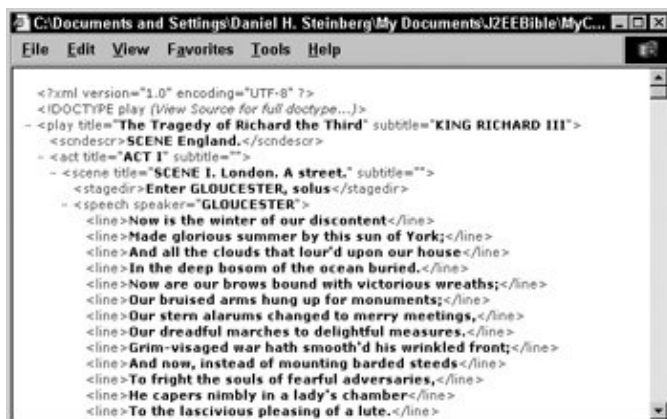 C:\Documents and Settings\Daniel H. Steinberg\My Documents\J2EEBible\MyC...
File Edit View Favorites Tools Help
<?xml version="1.0" encoding="UTF-8" ?>
<!DOCTYPE play (View Source for full doctype...)>
- <play title="The Tragedy of Richard the Third" subtitle="KING RICHARD III">
<scndescr>SCENE England.</scndescr>
- <act title="ACT I" subtitle="">
- <scene title="SCENE I. London. A street." subtitle="">
<stagedir>Enter GLOUCESTER, solus</stagedir>
- <speech speaker="GLOUCESTER">
<line>Now is the winter of our discontent</line>
<line>Made glorious summer by this sun of York;</line>
<line>And all the clouds that lour'd upon our house</line>
<line>In the deep bosom of the ocean buried.</line>
<line>Now are our brows bound with victorious wreaths;</line>
<line>Our bruised arms hung up for monuments;</line>
<line>Our stern alarums changed to merry meetings,</line>
<line>Our dreadful marches to delightful measures.</line>
<line>Grim-visaged war hath smooth'd his wrinkled front;</line>
<line>And now, instead of mounting barded steeds</line>
<line>To fright the souls of fearful adversaries,</line>
<line>He capers nimbly in a lady's chamber</line>
<line>To the lascivious pleasing of a lute.</line>